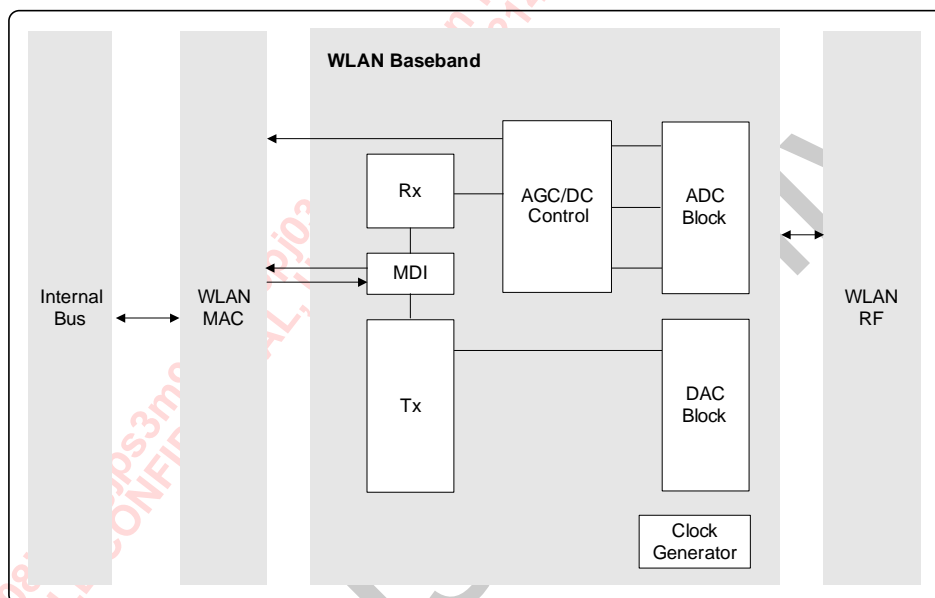 WLAN Baseband
Rx
AGC/DC
Control
ADC
Block
MDI
Internal
Bus
WLAN
MAC
WLAN
RF
Tx
DAC
Block
Clock
Generator